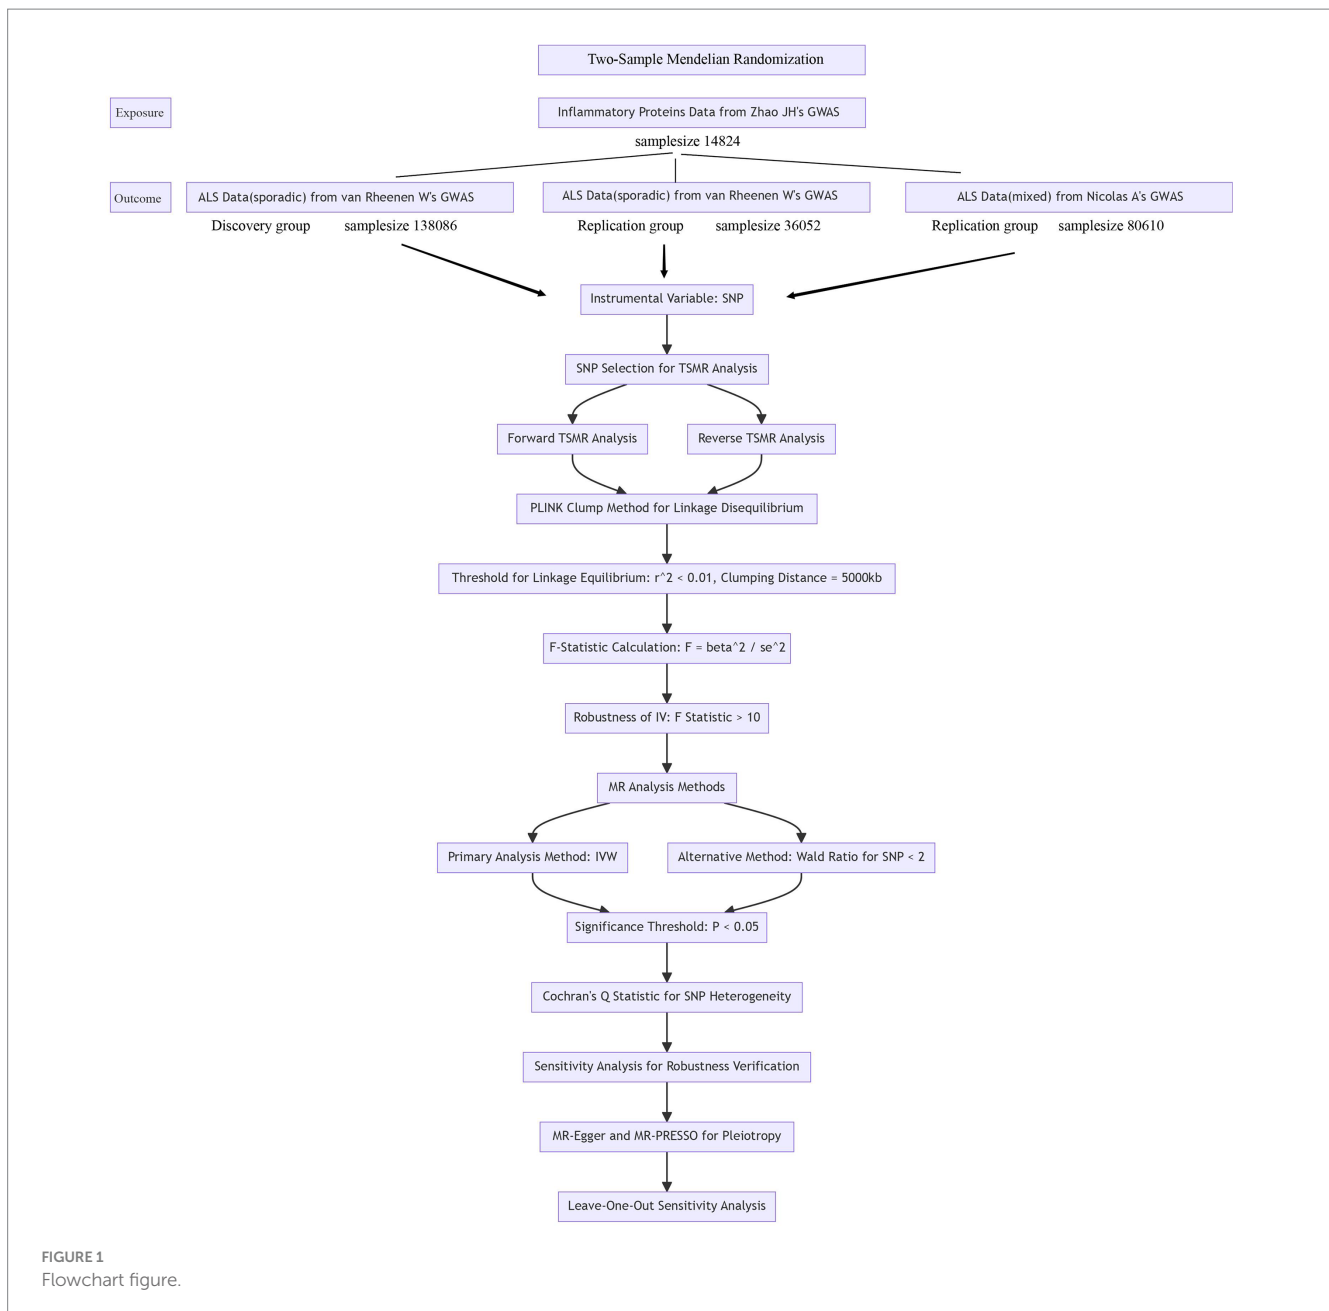 Two-Sample Mendelian Randomization
Exposure
Inflammatory Proteins Data from Zhao JH's GWAS
samplesize 14824
Outcome
ALS Data(sporadic) from van Rheenen W's GWAS
ALS Data(sporadic) from van Rheenen W's GWAS
ALS Data(mixed) from Nicolas A's GWAS
Discovery group samplesize 138086
Replication group samplesize 36052
Replication group samplesize 80610
Instrumental Variable: SNP
SNP Selection for TSMR Analysis
Forward TSMR Analysis
Reverse TSMR Analysis
PLINK Clump Method for Linkage Disequilibrium
Threshold for Linkage Equilibrium: r^2 < 0.01, Clumping Distance = 5000kb
F-Statistic Calculation: F = beta^2 / se^2
Robustness of IV: F Statistic > 10
MR Analysis Methods
Primary Analysis Method: IVW
Alternative Method: Wald Ratio for SNP < 2
Significance Threshold: P < 0.05
Cochran's Q Statistic for SNP Heterogeneity
Sensitivity Analysis for Robustness Verification
MR-Egger and MR-PRESSO for Pleiotropy
Leave-One-Out Sensitivity Analysis
FIGURE 1
Flowchart figure.